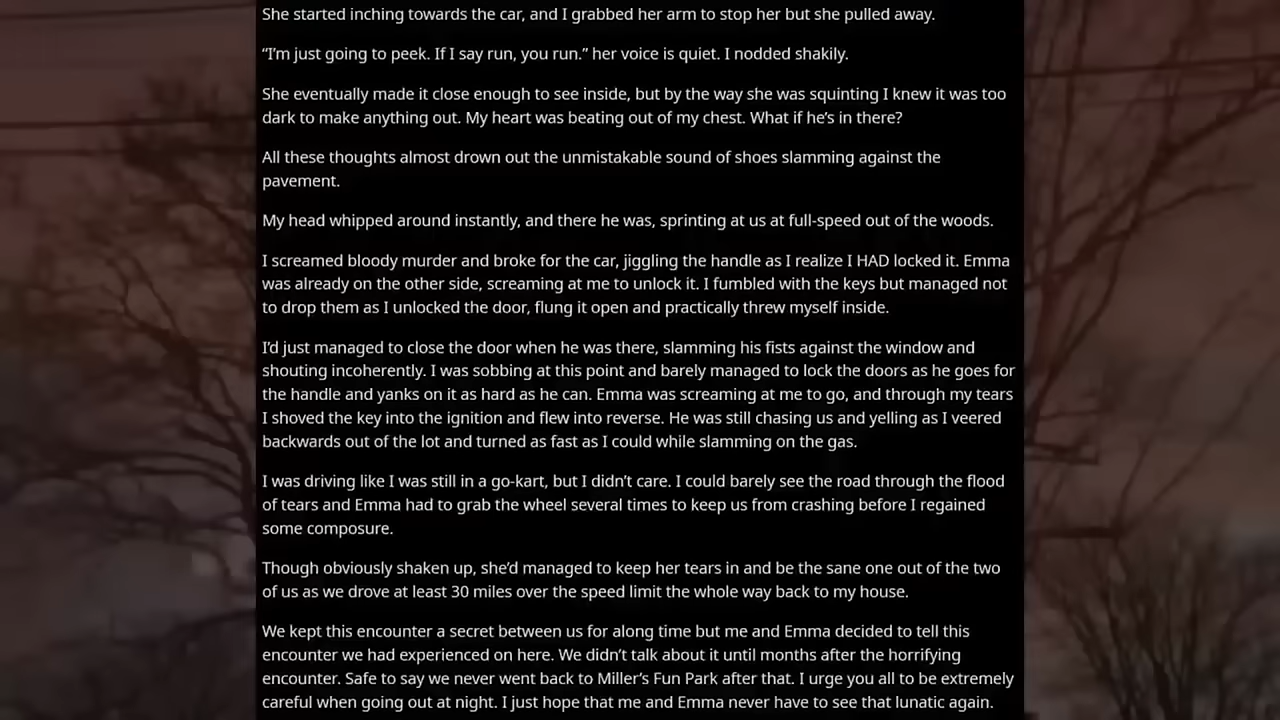 She started inching towards the car, and I grabbed her arm to stop her but she pulled away.
“I’m just going to peek. If I say run, you run.” her voice is quiet. I nodded shakily.
She eventually made it close enough to see inside, but by the way she was squinting I knew it was too
dark to make anything out. My heart was beating out of my chest. What if he’s in there?
All these thoughts almost drown out the unmistakable sound of shoes slamming against the
pavement.
My head whipped around instantly, and there he was, sprinting at us at full-speed out of the woods.
I screamed bloody murder and broke for the car, jiggling the handle as I realize I HAD locked it. Emma
was already on the other side, screaming at me to unlock it. I fumbled with the keys but managed not
to drop them as I unlocked the door, flung it open and practically threw myself inside.
I’d just managed to close the door when he was there, slamming his fists against the window and
shouting incoherently. I was sobbing at this point and barely managed to lock the doors as he goes for
the handle and yanks on it as hard as he can. Emma was screaming at me to go, and through my tears
I shoved the key into the ignition and flew into reverse. He was still chasing us and yelling as I veered
backwards out of the lot and turned as fast as I could while slamming on the gas.
I was driving like I was still in a go-kart, but I didn’t care. I could barely see the road through the flood
of tears and Emma had to grab the wheel several times to keep us from crashing before I regained
some composure.
Though obviously shaken up, she’d managed to keep her tears in and be the sane one out of the two
of us as we drove at least 30 miles over the speed limit the whole way back to my house.
We kept this encounter a secret between us for along time but me and Emma decided to tell this
encounter we had experienced on here. We didn’t talk about it until months after the horrifying
encounter. Safe to say we never went back to Miller’s Fun Park after that. I urge you all to be extremely
careful when going out at night. I just hope that me and Emma never have to see that lunatic again.